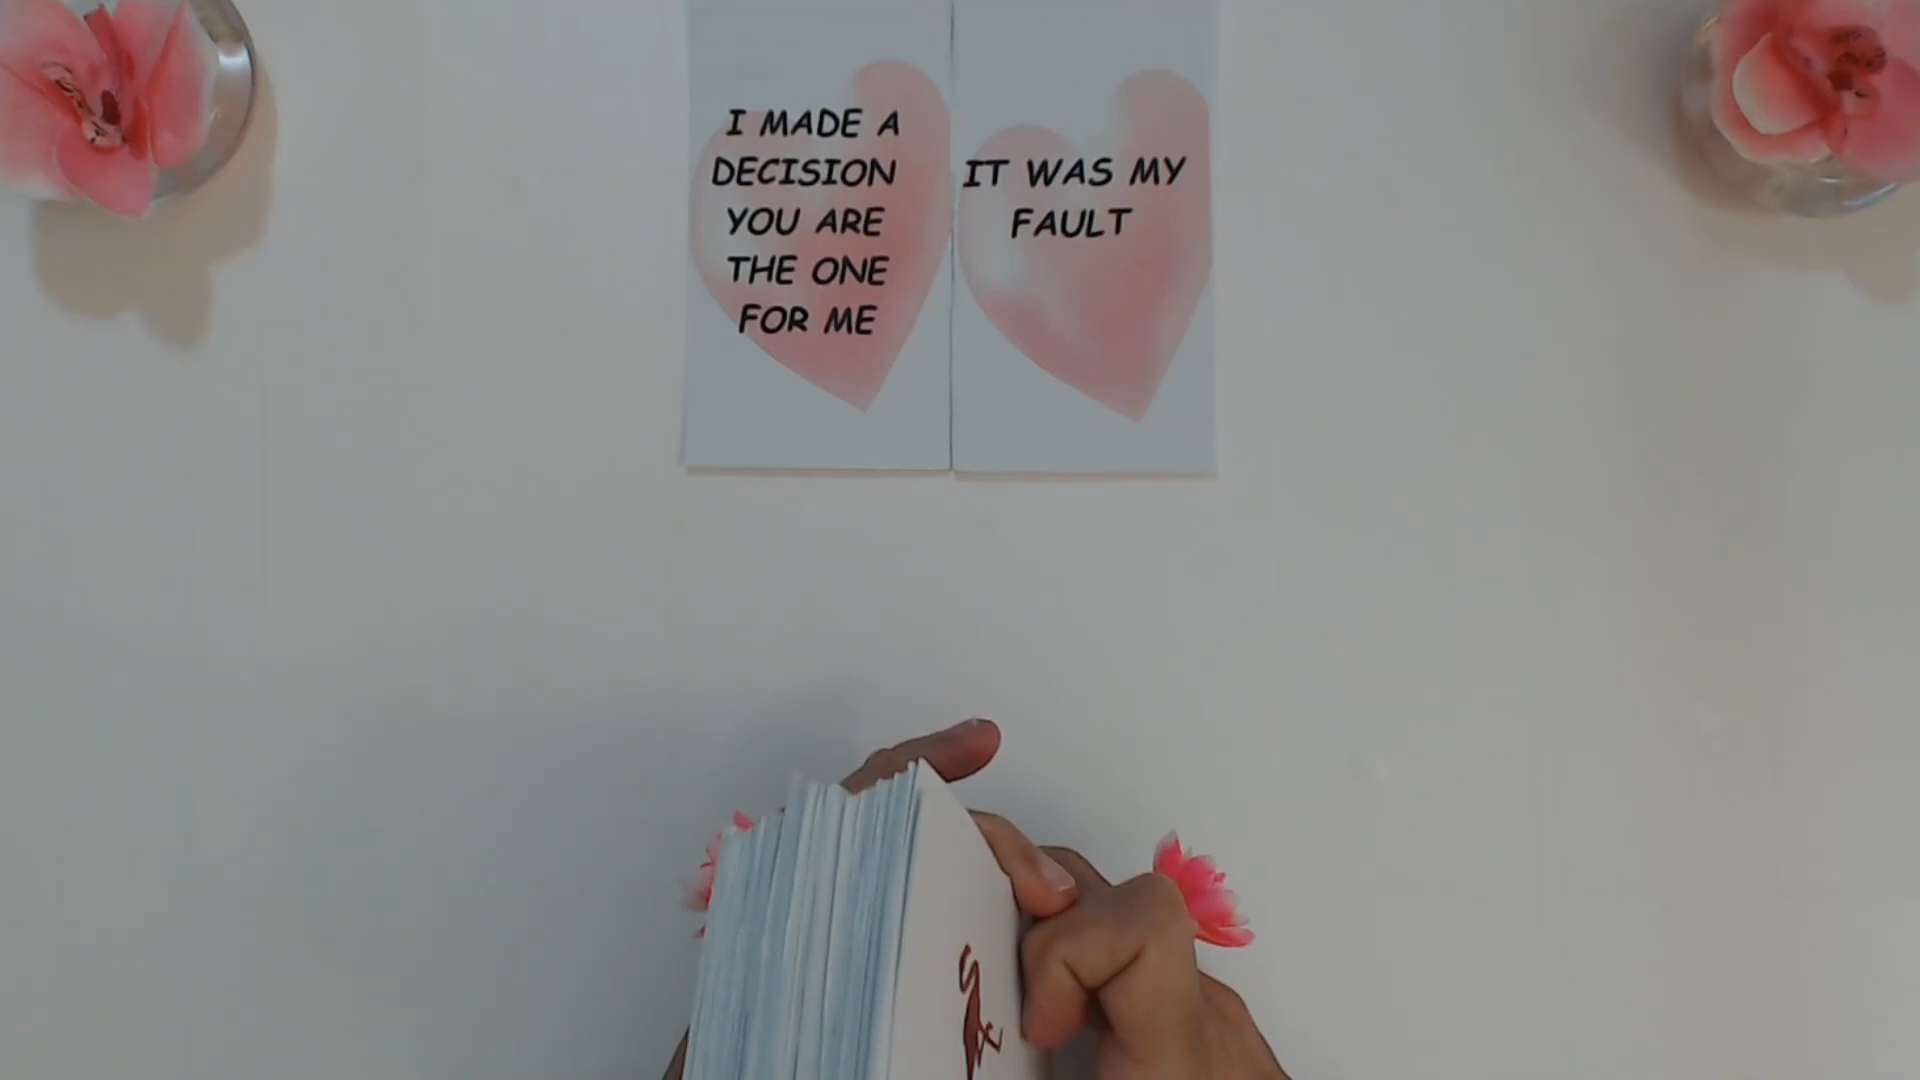 I MADE A
DECISION
YOU ARE
THE ONE
FOR ME
IT WAS MY
FAULT